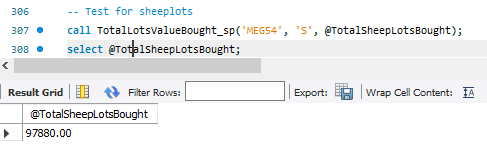 306 -- Test for sheeplots
307 call TotalLotsValueBought_sp('MEG54', 'S', @TotalSheepLotsBought);
308 select @TotalSheepLotsBought;
Result Grid Filter Rows: Export: Wrap Cell Content: IA
@TotalSheepLotsBought
97880.00